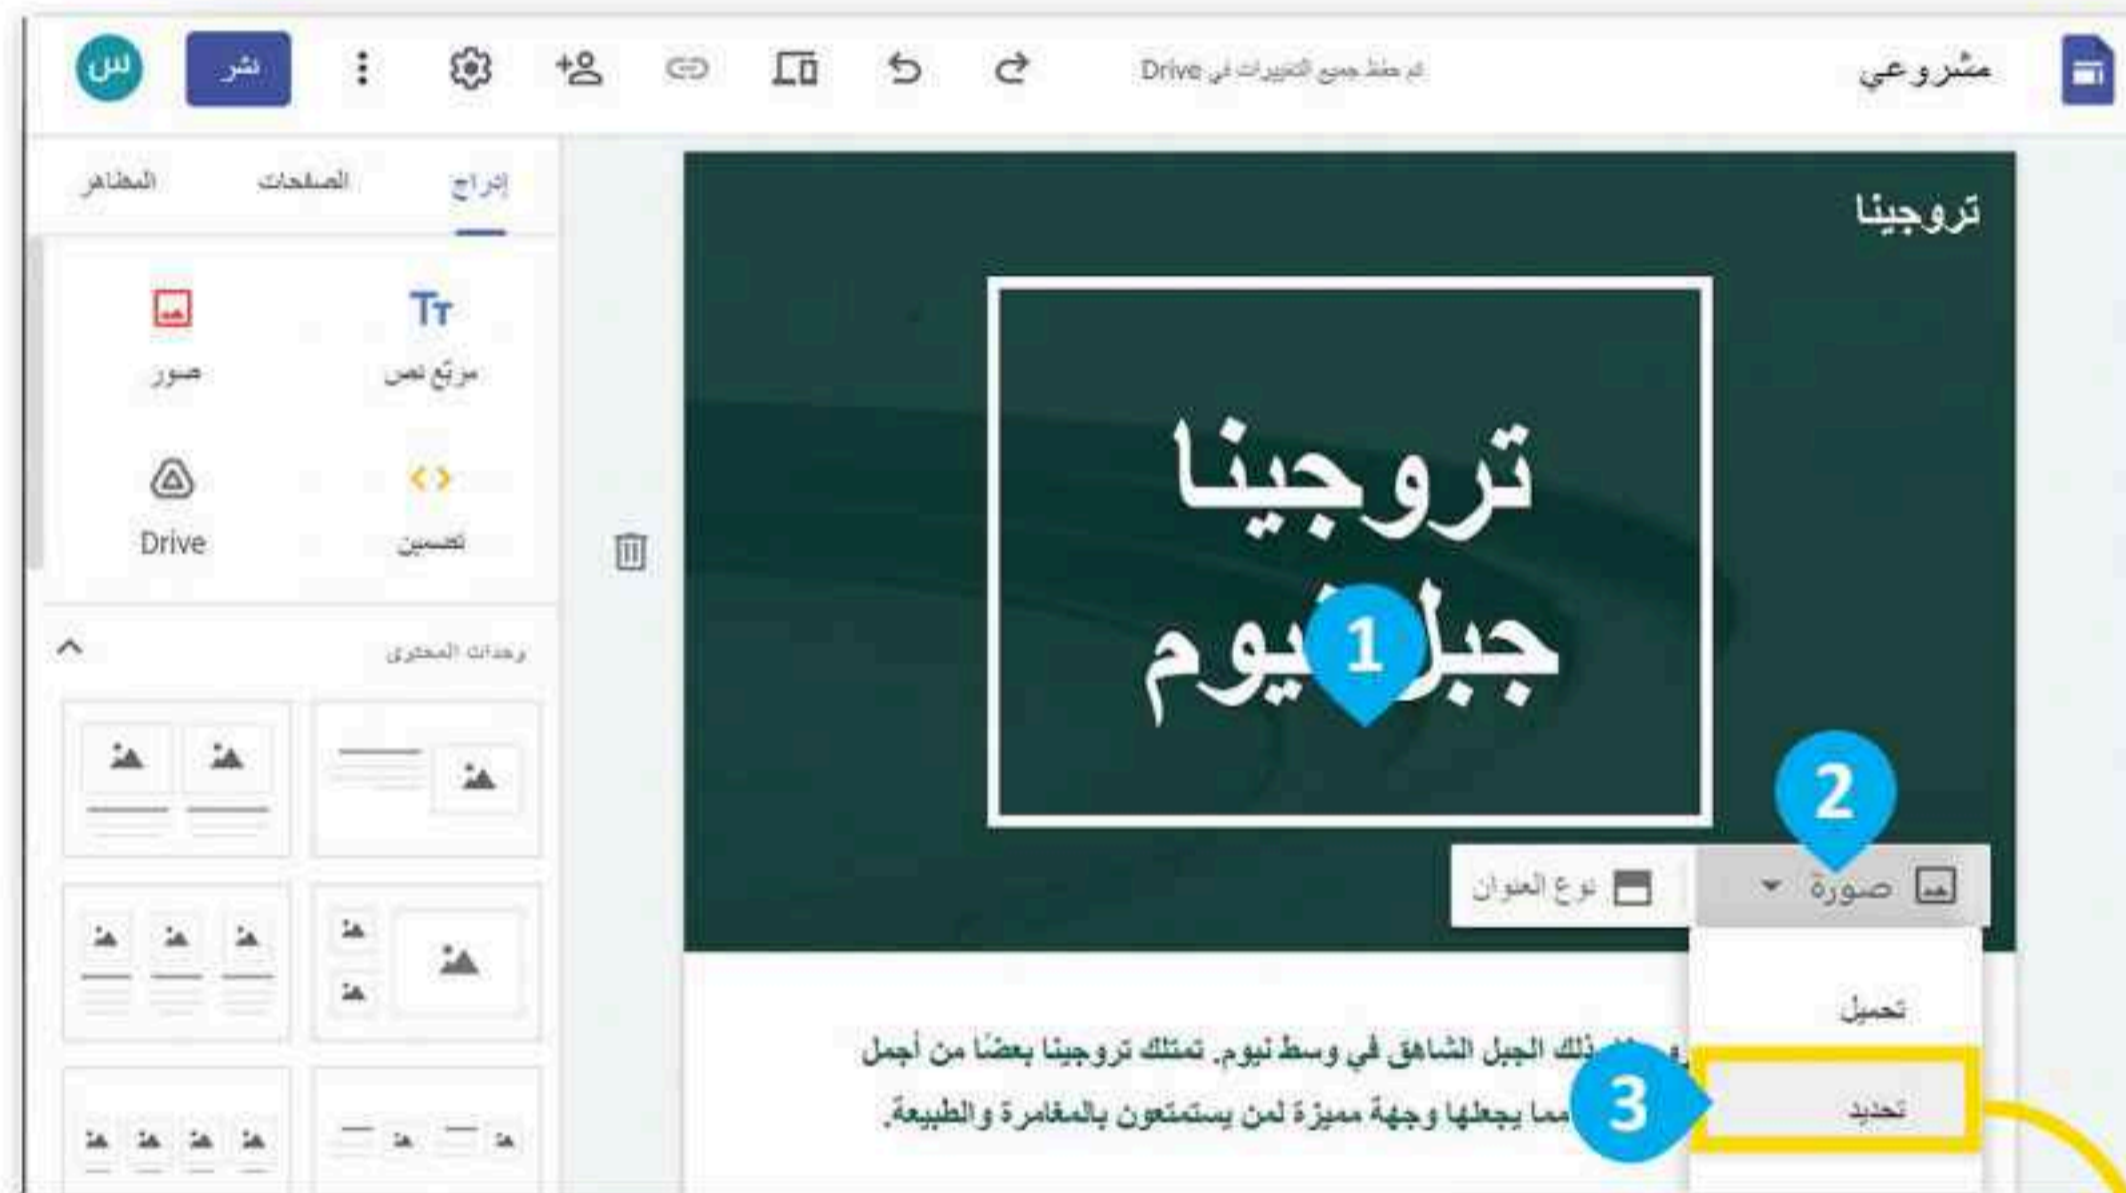 مشروعي
تم حفظ جميع التغييرات في Drive
نشر
س
إدراج
الصفحات
المظاهر
مربّع نص
صور
تضمين
Drive
وحدات المحتوى
تروجينا
تروجينا
جبل نيوم
1
2
صورة
نوع العنوان
تحميل
تحديد
3
ذلك الجبل الشاهق في وسط نيوم. تمتلك تروجينا بعضًا من أجمل
مما يجعلها وجهة مميزة لمن يستمتعون بالمغامرة والطبيعة.